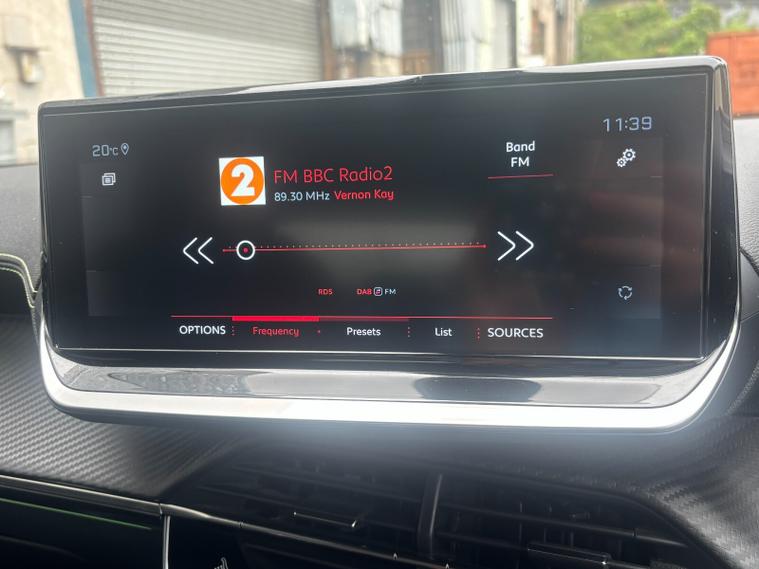 11:39
20°C
Band
FM
2
FM BBC Radio2
89.30 MHz Vernon Kay
RDS DAB FM
OPTIONS Frequency Presets List SOURCES